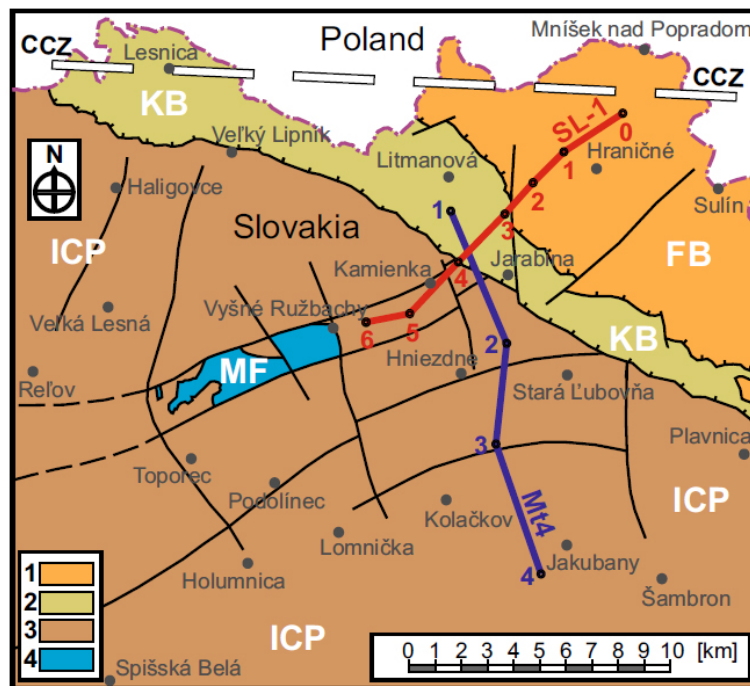 Mníšek nad Popradom
Poland
CCZ
Lesnica
CCZ
KB
SL-1
0
Veľký Lipník
Litmanová
1
Hraničné
N
2
Haligovce
Sulín
1
3
Slovakia
ICP
FB
4
Jarabina
Kamienka
Veľká Lesná
Vyšné Ružbachy
6
5
KB
2
MF
Hniezdne
Reľov
Stará Ľubovňa
3
Plavnica
Toporec
Podolínec
Mt4
ICP
Kolačkov
Lomnička
1
Jakubany
2
Holumnica
4
Šambron
3
ICP
4
0 1 2 3 4 5 6 7 8 9 10 [km]
Spišská Belá